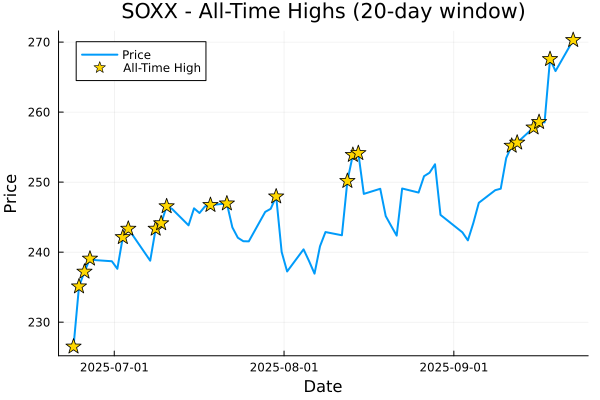 SOXX - All-Time Highs (20-day window)
Price
All-Time High
270
260
250
240
230
Price
2025-07-01
2025-08-01
2025-09-01
Date